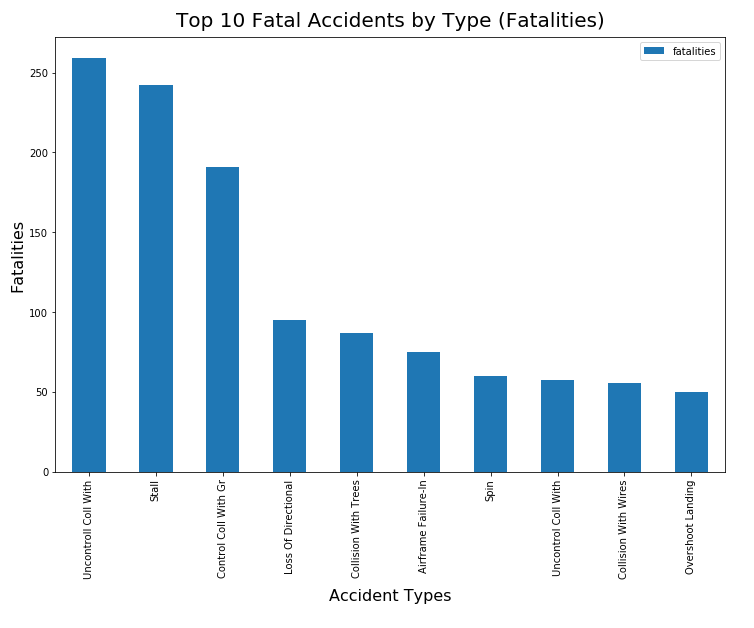 Top 10 Fatal Accidents by Type (Fatalities)
fatalities
Fatalities
250
200
150
100
50
0
Uncontroll Coll With
Stall
Control Coll With Gr
Loss Of Directional
Collision With Trees
Airframe Failure-In
Spin
Uncontrol Coll With
Collision With Wires
Overshoot Landing
Accident Types